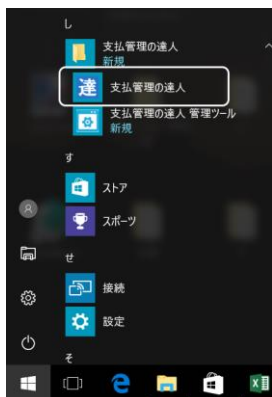 し
支払管理の達人
新規
達 支払管理の達人
支払管理の達人 管理ツール
新規
す
ストア
スポーツ
せ
接続
設定
そ